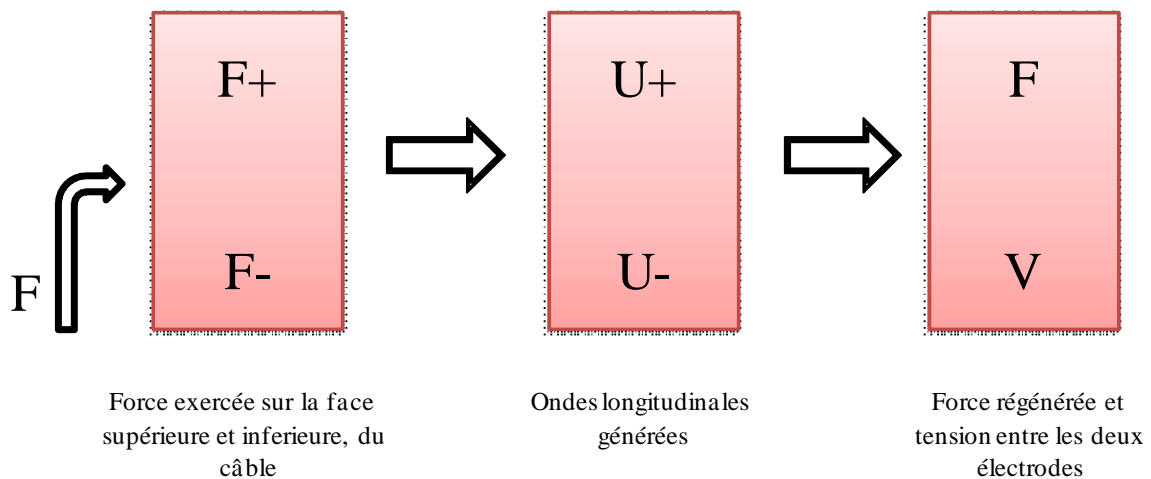 F
F+
F-
U+
U-
F
V
Force exercée sur la face
supérieure et inferieure, du
câble
Ondes longitudinales
générées
Force régénérée et
tension entre les deux
électrodes